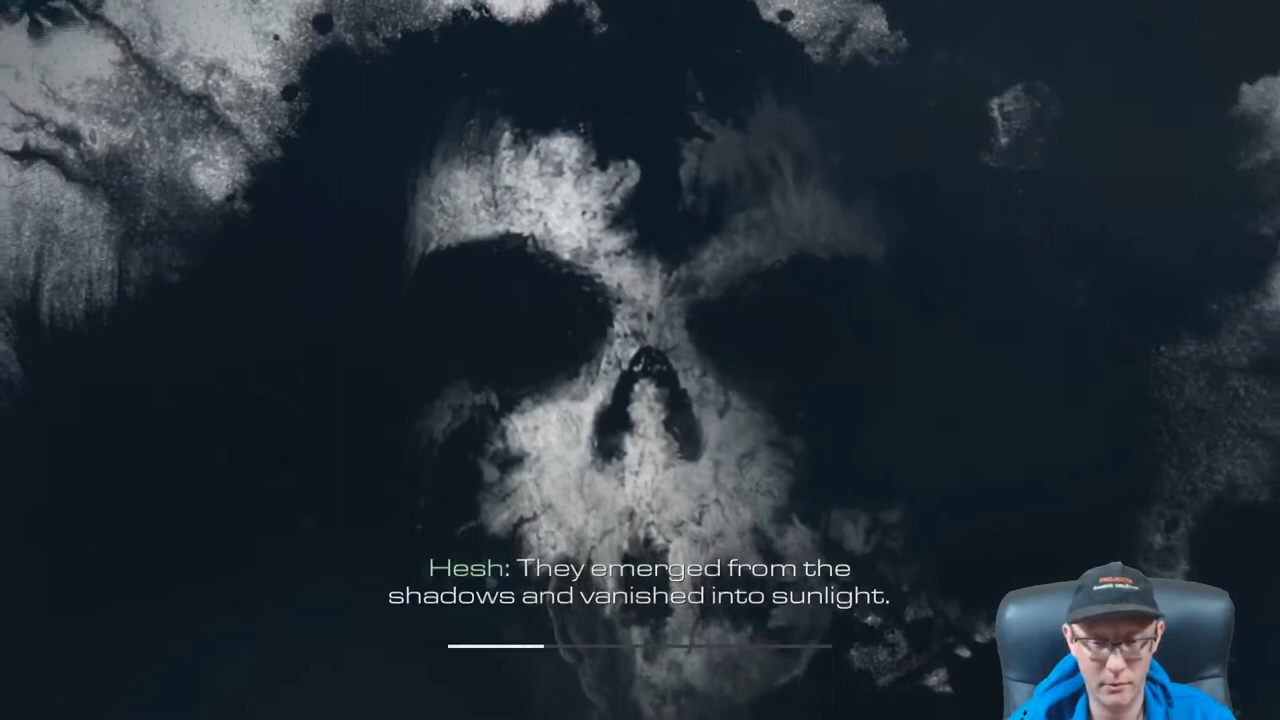 Hesh: They emerged from the
shadows and vanished into sunlight.